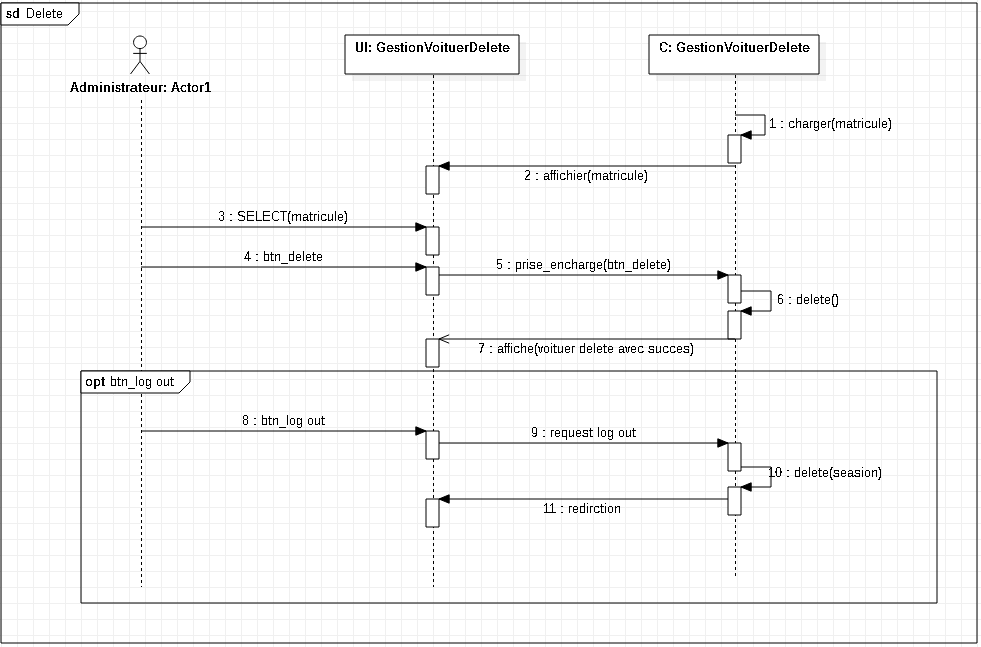 sd Delete
UI: GestionVoituerDelete
C: GestionVoituerDelete
Administrateur: Actor1
1 : charger(matricule)
2 : affichier(matricule)
3 : SELECT(matricule)
4 : btn_delete
5 : prise_encharge(btn_delete)
6 : delete()
7 : affiche(voituer delete avec succes)
opt btn_log out
8 : btn_log out
9 : request log out
10 : delete(seasion)
11 : redirction